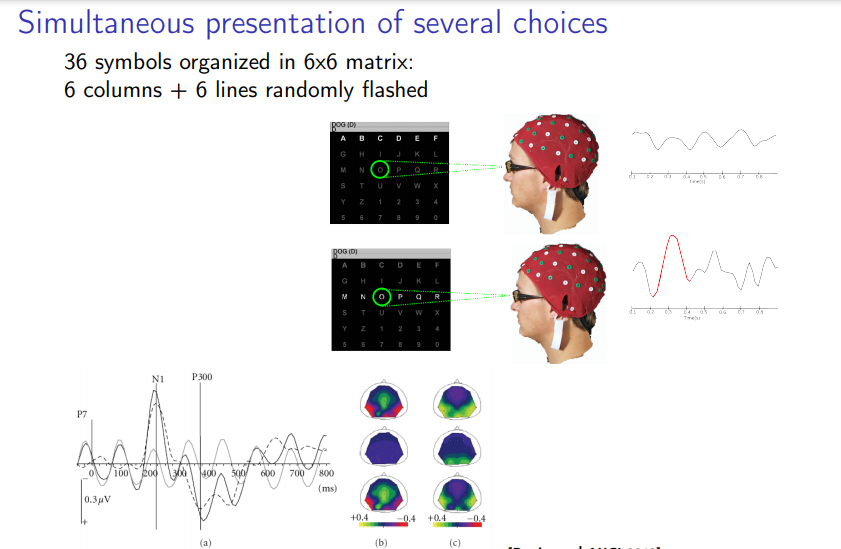 Simultaneous presentation of several choices
36 symbols organized in 6x6 matrix:
6 columns + 6 lines randomly flashed
DOG (D)
D
A B C D E F
G H I J K L
M N O P Q R
S T U V W X
Y Z 1 2 3 4
5 6 7 8 9 0
0.1 0.2 0.3 0.4 0.5 0.6 0.7 0.8
Time(s)
DOG (D)
D
A B C D E F
G H I J K L
M N O P Q R
S T U V W X
Y Z 1 2 3 4
5 6 7 8 9 0
0.1 0.2 0.3 0.4 0.5 0.6 0.7 0.8
Time(s)
N1 P300
P7
0 100 200 300 400 500 600 700 800
(ms)
−
0.3 μV
+
(a)
+0.4 −0.4
(b)
+0.4 −0.4
(c)